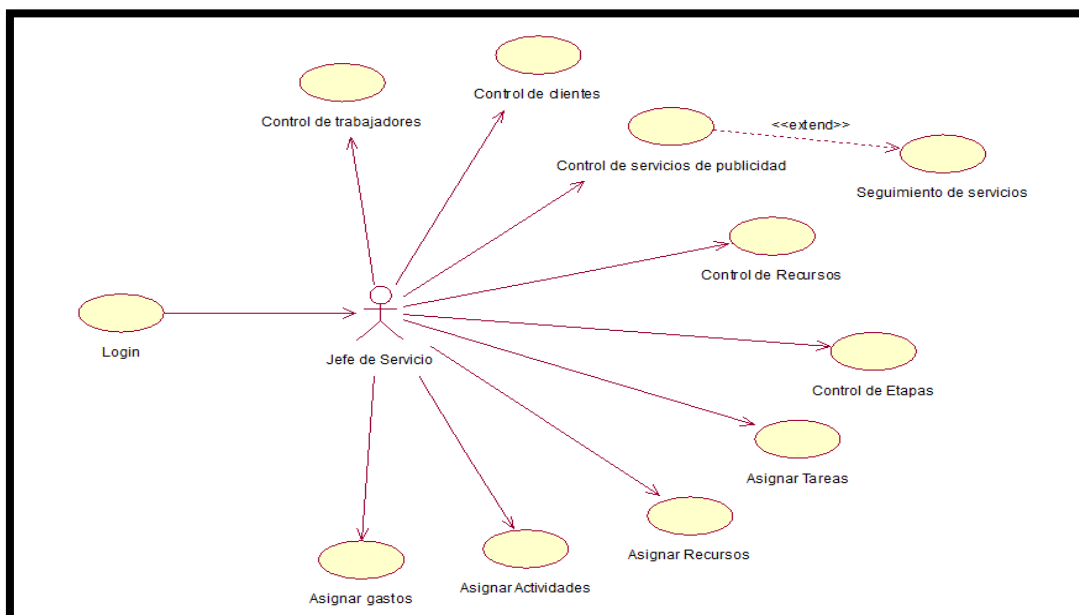 Control de clientes
Control de trabajadores
<<extend>>
Control de servicios de publicidad
Seguimiento de servicios
Control de Recursos
Login
Jefe de Servicio
Control de Etapas
Asignar Tareas
Asignar Recursos
Asignar Actividades
Asignar gastos